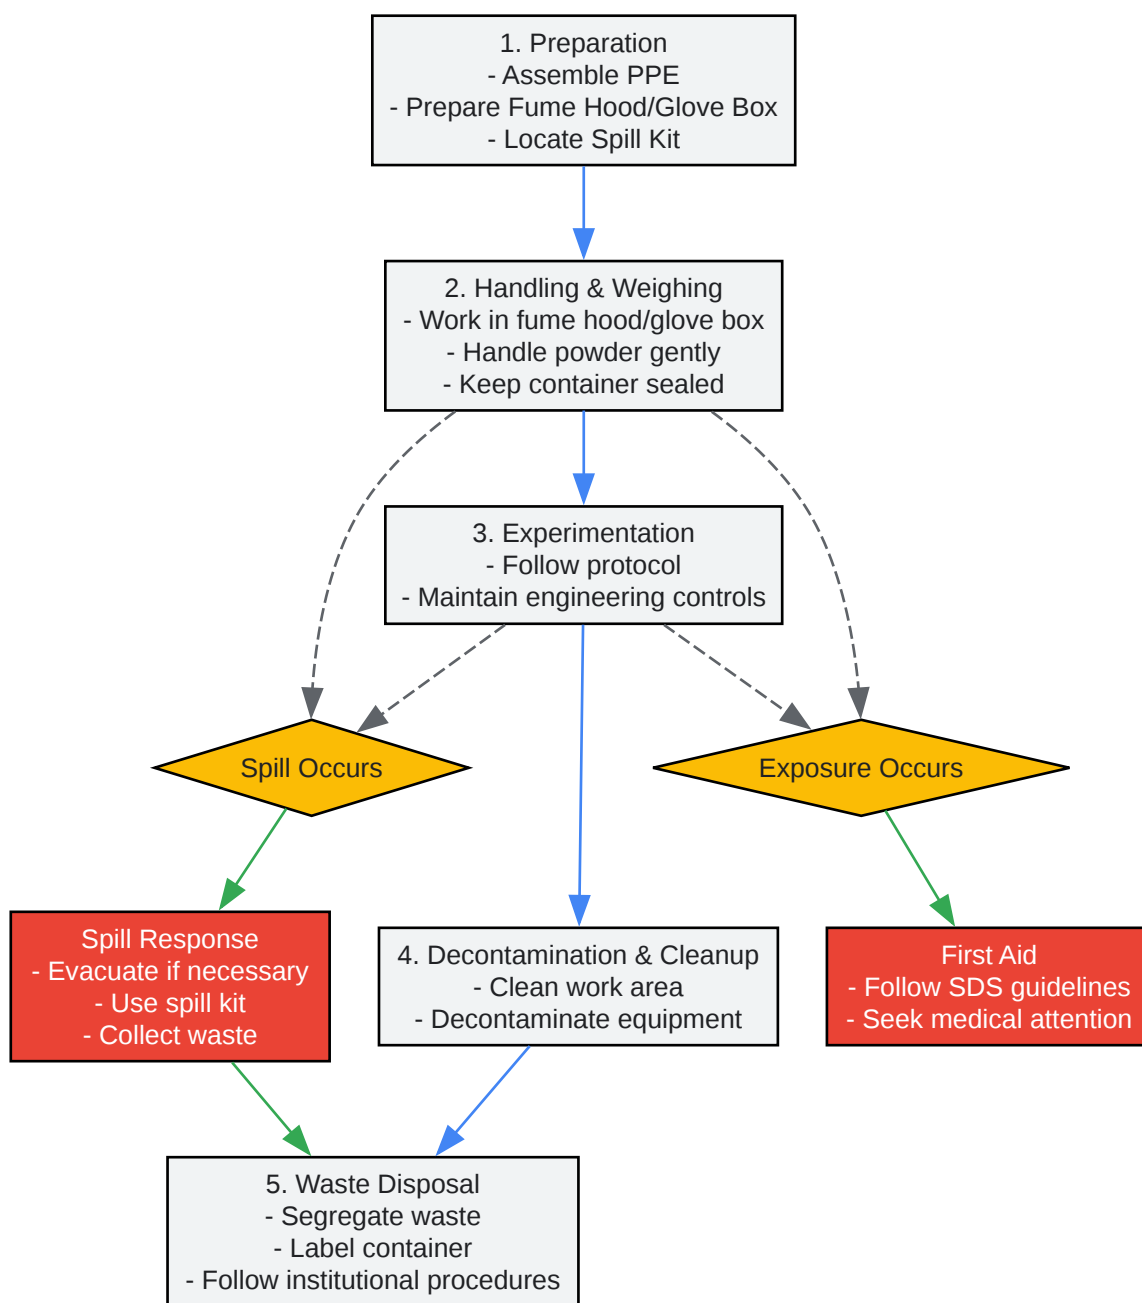 1. Preparation
- Assemble PPE
- Prepare Fume Hood/Glove Box
- Locate Spill Kit
2. Handling & Weighing
- Work in fume hood/glove box
- Handle powder gently
- Keep container sealed
3. Experimentation
- Follow protocol
- Maintain engineering controls
Spill Occurs
Exposure Occurs
Spill Response
- Evacuate if necessary
- Use spill kit
- Collect waste
4. Decontamination & Cleanup
- Clean work area
- Decontaminate equipment
First Aid
- Follow SDS guidelines
- Seek medical attention
5. Waste Disposal
- Segregate waste
- Label container
- Follow institutional procedures